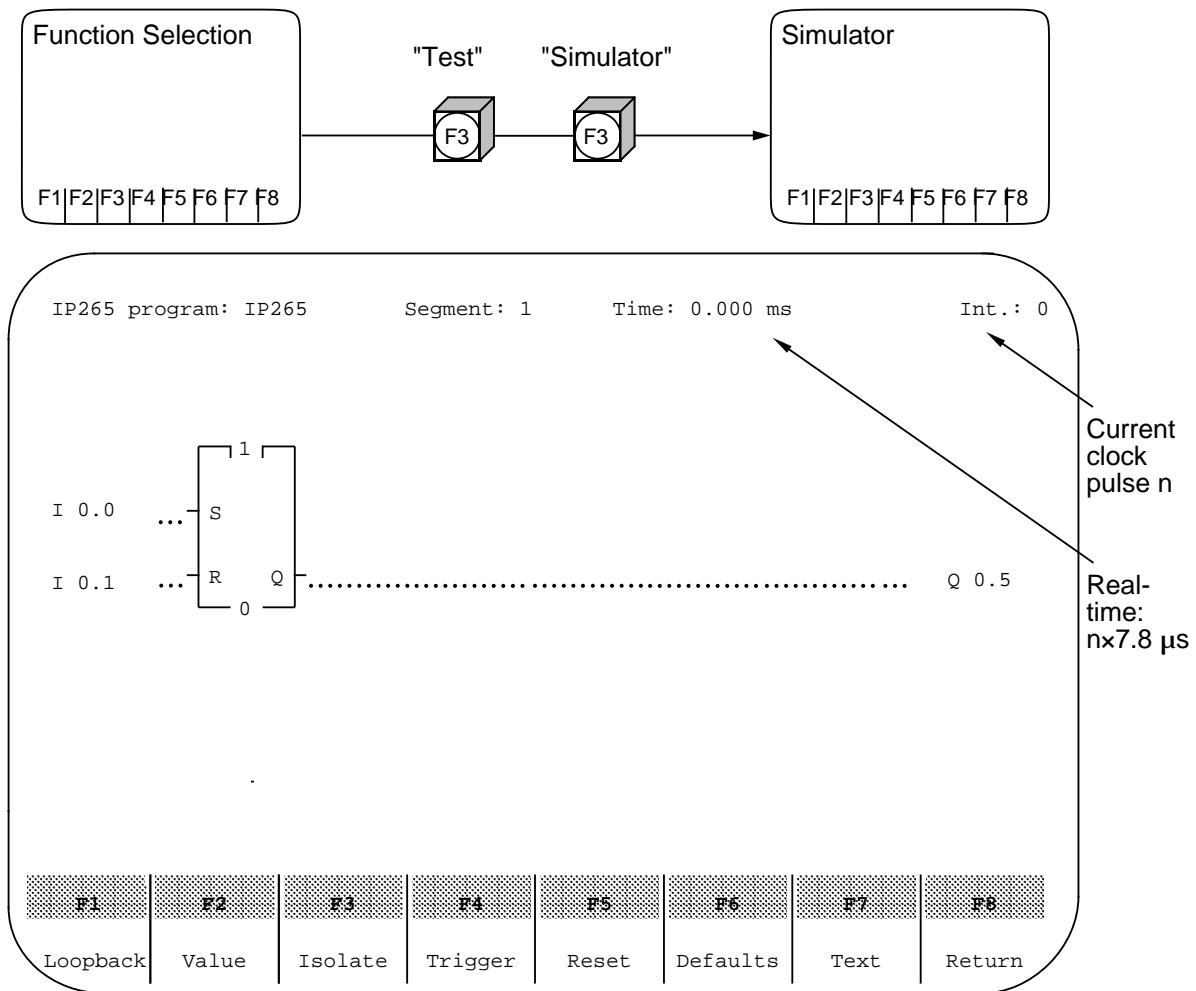 Function Selection
"Test" "Simulator"
Simulator
F3 F3
F1 F2 F3 F4 F5 F6 F7 F8
F1 F2 F3 F4 F5 F6 F7 F8
IP265 program: IP265 Segment: 1 Time: 0.000 ms Int.: 0
Current
clock
pulse n
1
I 0.0 ... S
I 0.1 ... R Q Q 0.5
0
Real-
time:
n×7.8 µs
F1 F2 F3 F4 F5 F6 F7 F8
Loopback Value Isolate Trigger Reset Defaults Text Return